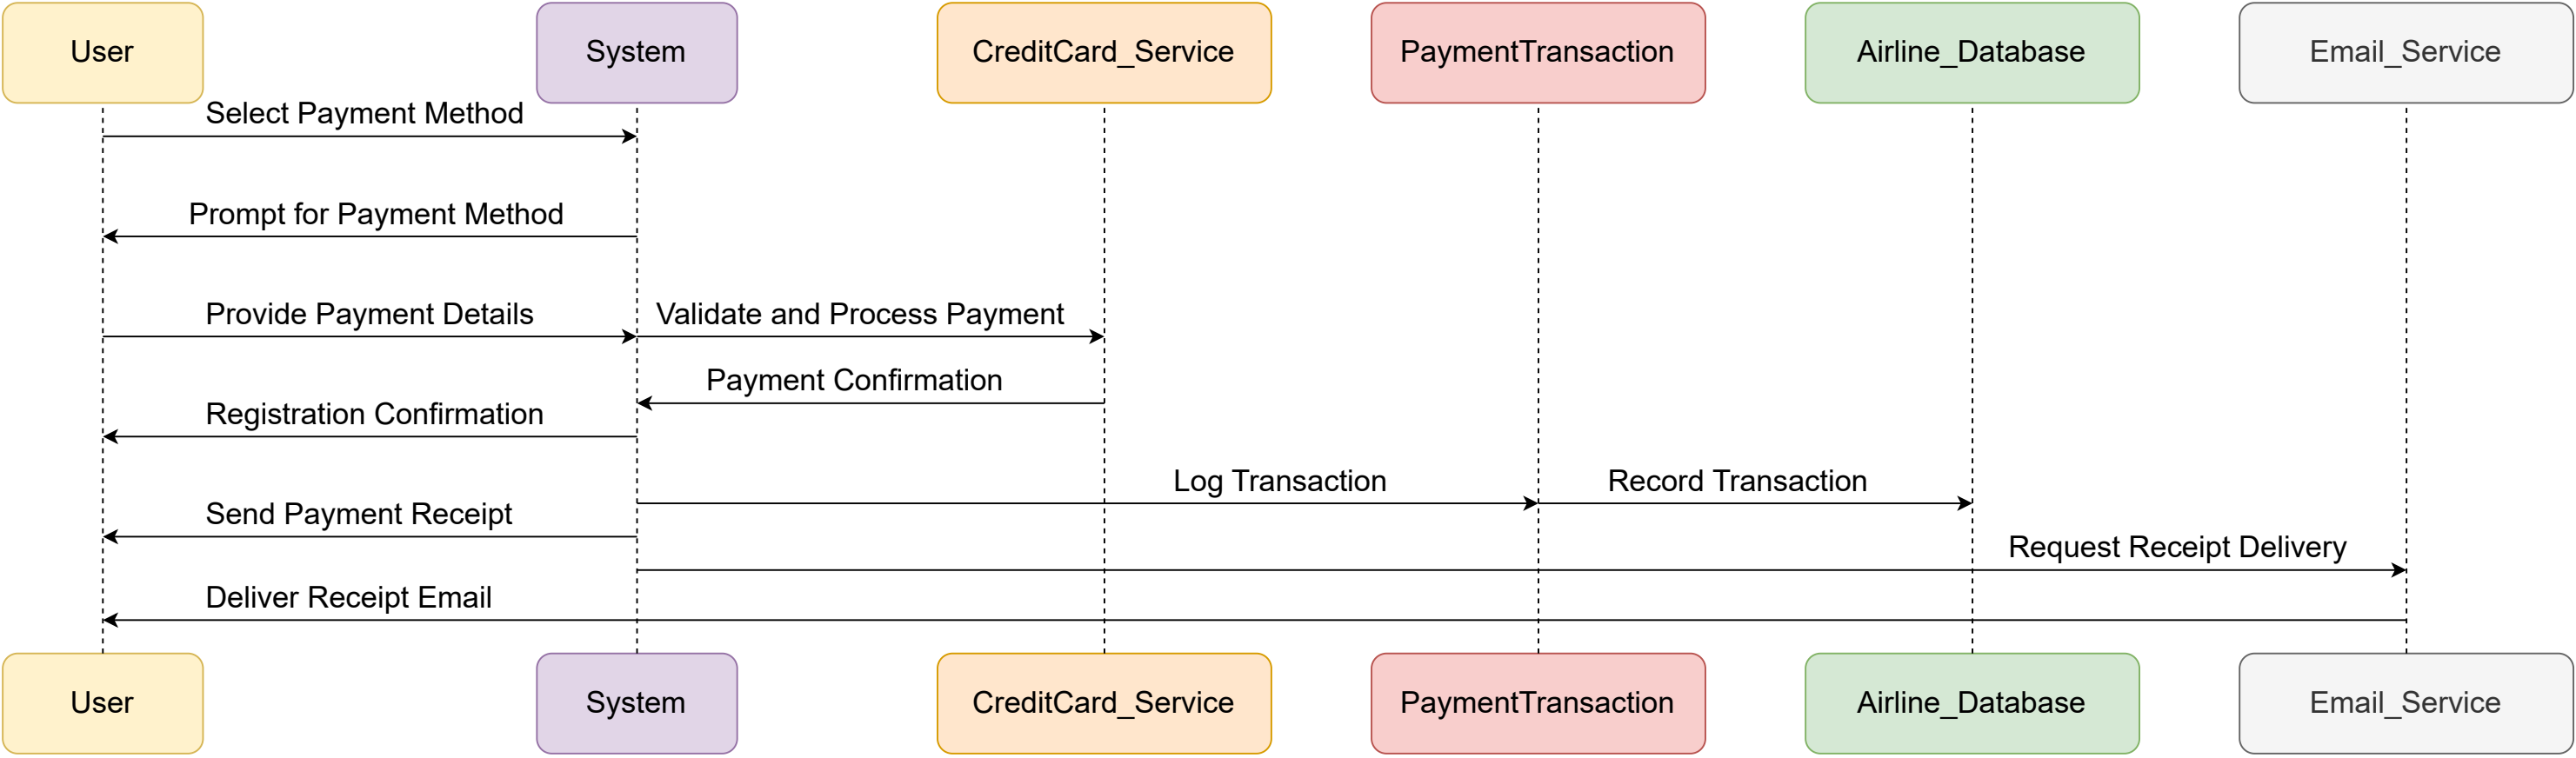 User
System
CreditCard_Service
PaymentTransaction
Airline_Database
Email_Service
Select Payment Method
Prompt for Payment Method
Provide Payment Details
Validate and Process Payment
Payment Confirmation
Registration Confirmation
Log Transaction
Record Transaction
Send Payment Receipt
Request Receipt Delivery
Deliver Receipt Email
User
System
CreditCard_Service
PaymentTransaction
Airline_Database
Email_Service